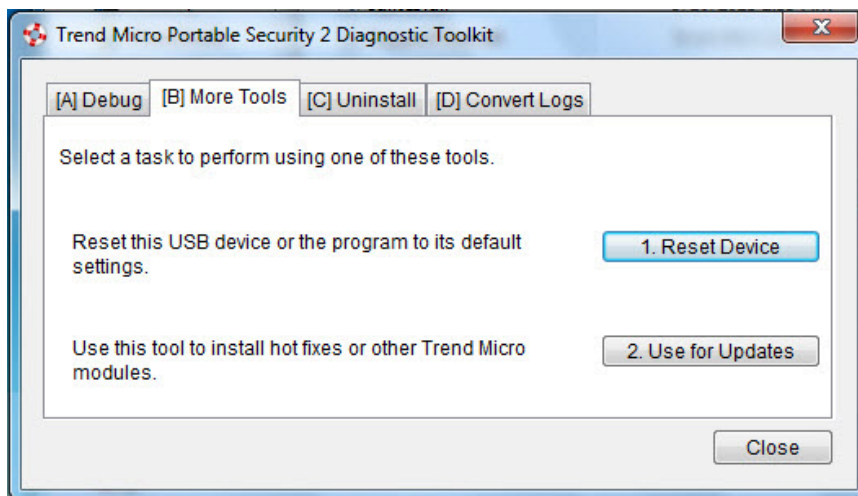 Trend Micro Portable Security 2 Diagnostic Toolkit
[A] Debug [B] More Tools [C] Uninstall [D] Convert Logs
Select a task to perform using one of these tools.
Reset this USB device or the program to its default
settings.
1. Reset Device
Use this tool to install hot fixes or other Trend Micro
modules.
2. Use for Updates
Close